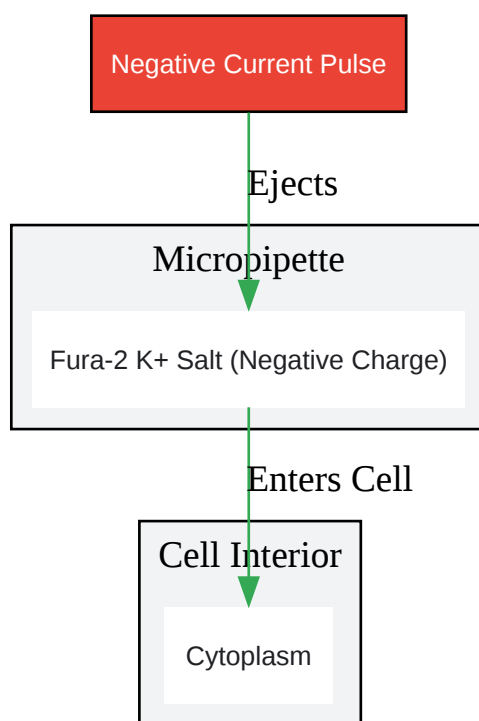 Negative Current Pulse
Ejects
Micropipette
Fura-2 K+ Salt (Negative Charge)
Enters Cell
Cell Interior
Cytoplasm